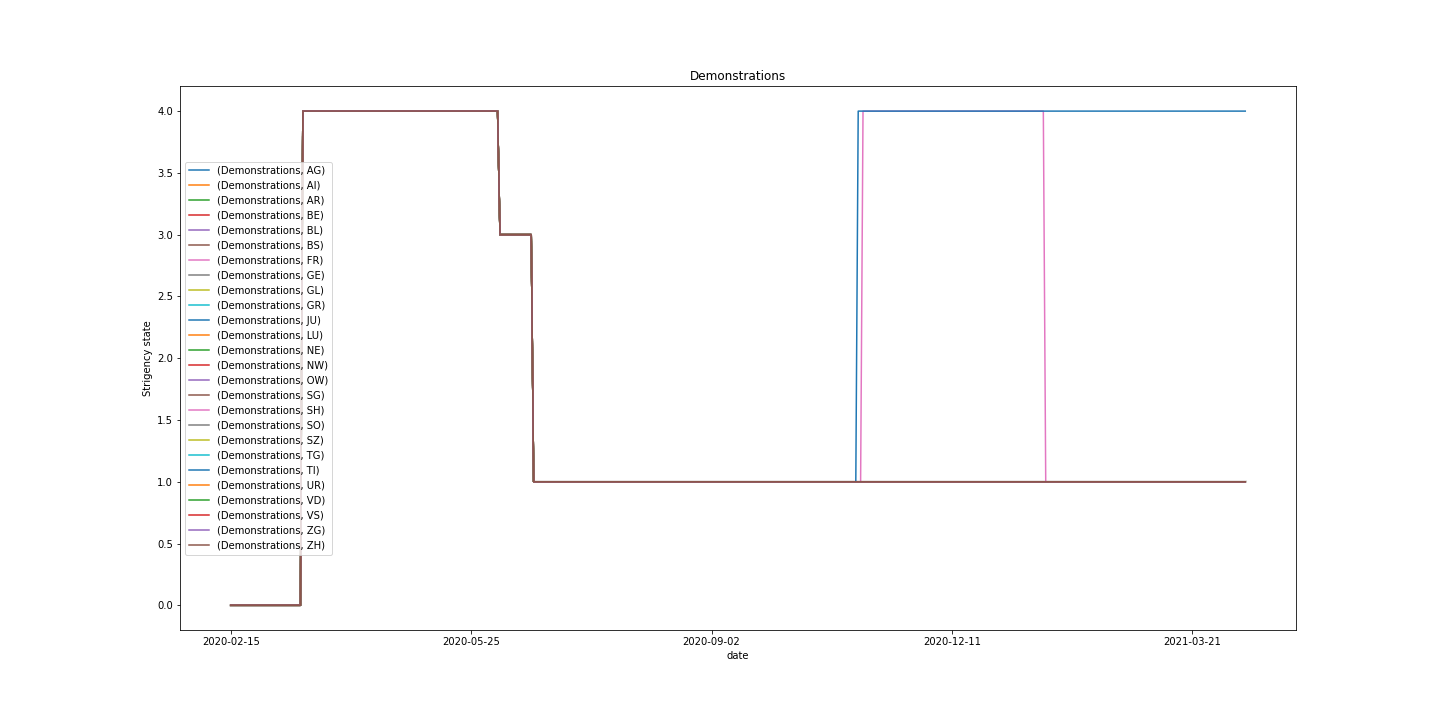 Demonstrations
4.0
3.5
3.0
2.5
2.0
1.5
1.0
0.5
0.0
Strigency state
(Demonstrations, AG)
(Demonstrations, AI)
(Demonstrations, AR)
(Demonstrations, BE)
(Demonstrations, BL)
(Demonstrations, BS)
(Demonstrations, FR)
(Demonstrations, GE)
(Demonstrations, GL)
(Demonstrations, GR)
(Demonstrations, JU)
(Demonstrations, LU)
(Demonstrations, NE)
(Demonstrations, NW)
(Demonstrations, OW)
(Demonstrations, SG)
(Demonstrations, SH)
(Demonstrations, SO)
(Demonstrations, SZ)
(Demonstrations, TG)
(Demonstrations, TI)
(Demonstrations, UR)
(Demonstrations, VD)
(Demonstrations, VS)
(Demonstrations, ZG)
(Demonstrations, ZH)
2020-02-15
2020-05-25
2020-09-02
2020-12-11
2021-03-21
date